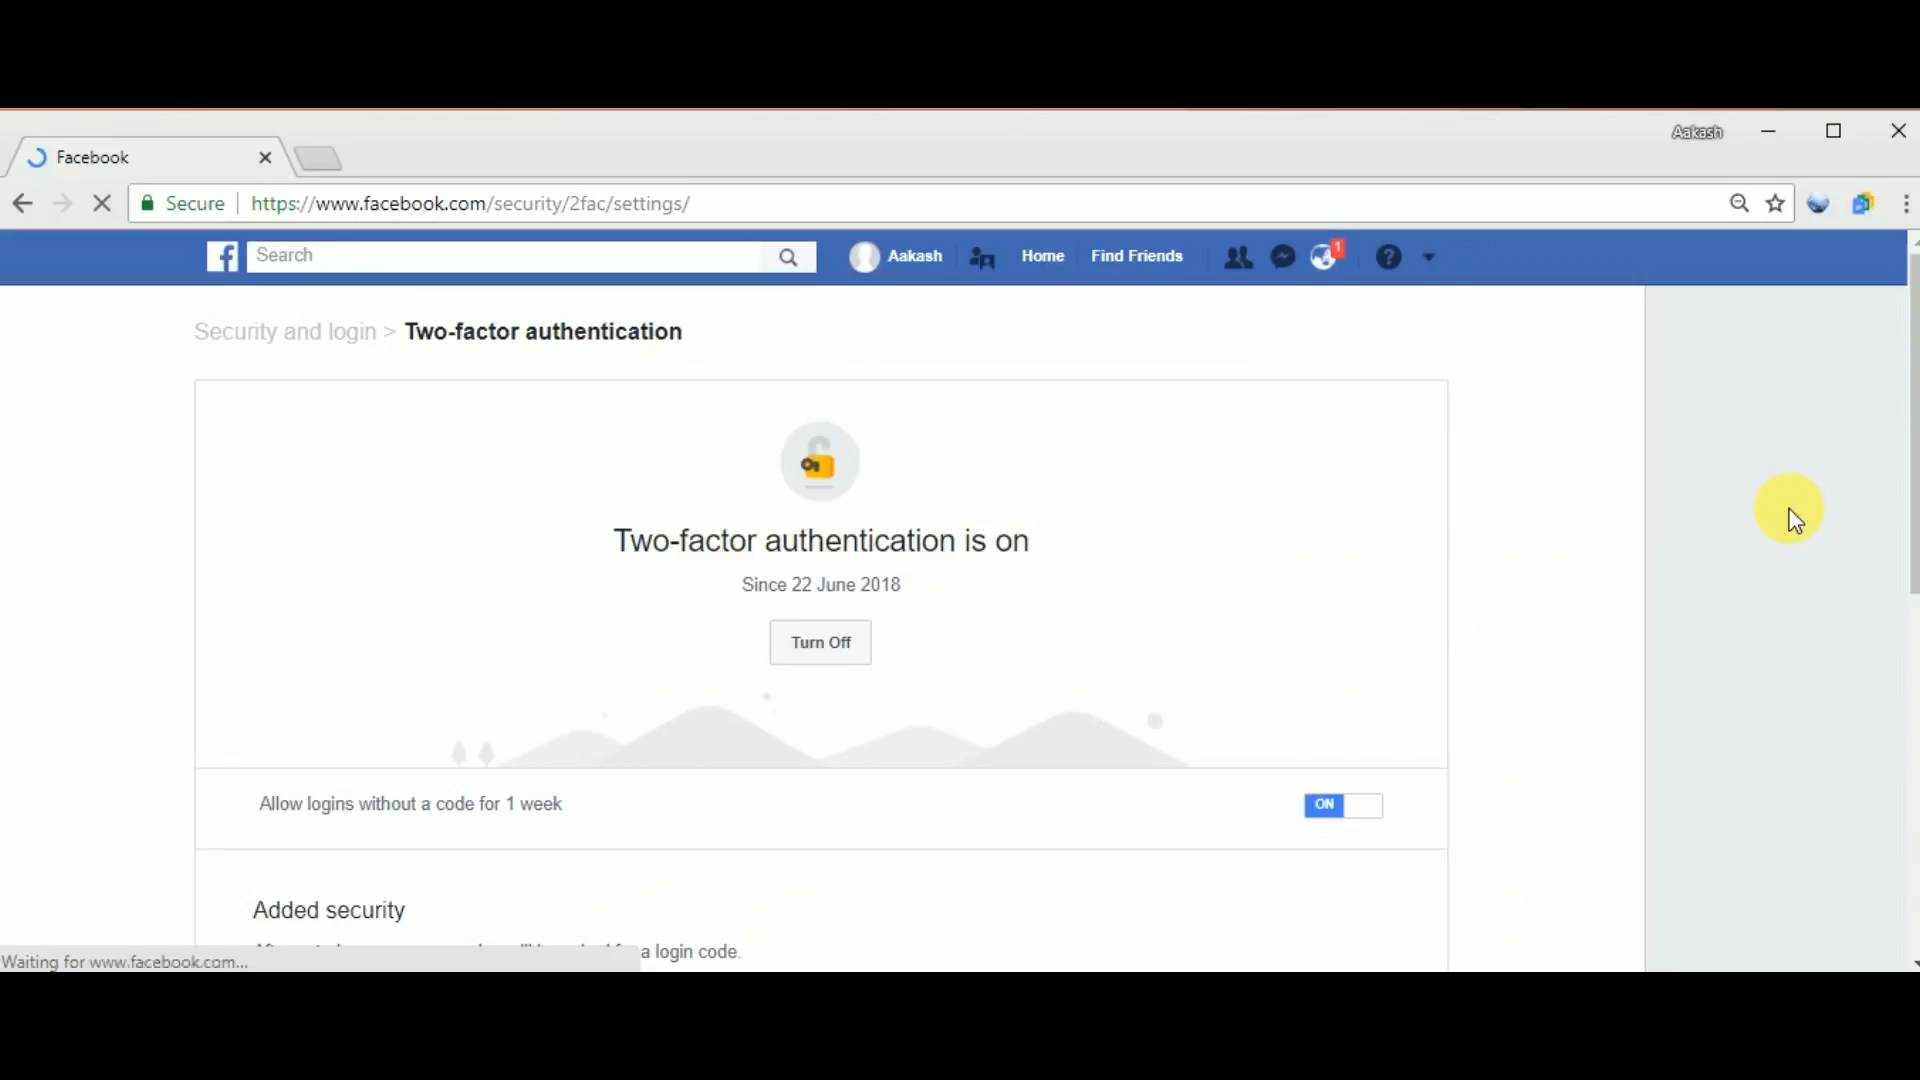 Aakash
Facebook
Secure https://www.facebook.com/security/2fac/settings/
Search
Aakash Home Find Friends 1
Security and login > Two-factor authentication
Two-factor authentication is on
Since 22 June 2018
Turn Off
Allow logins without a code for 1 week
ON
Added security
a login code.
Waiting for www.facebook.com...